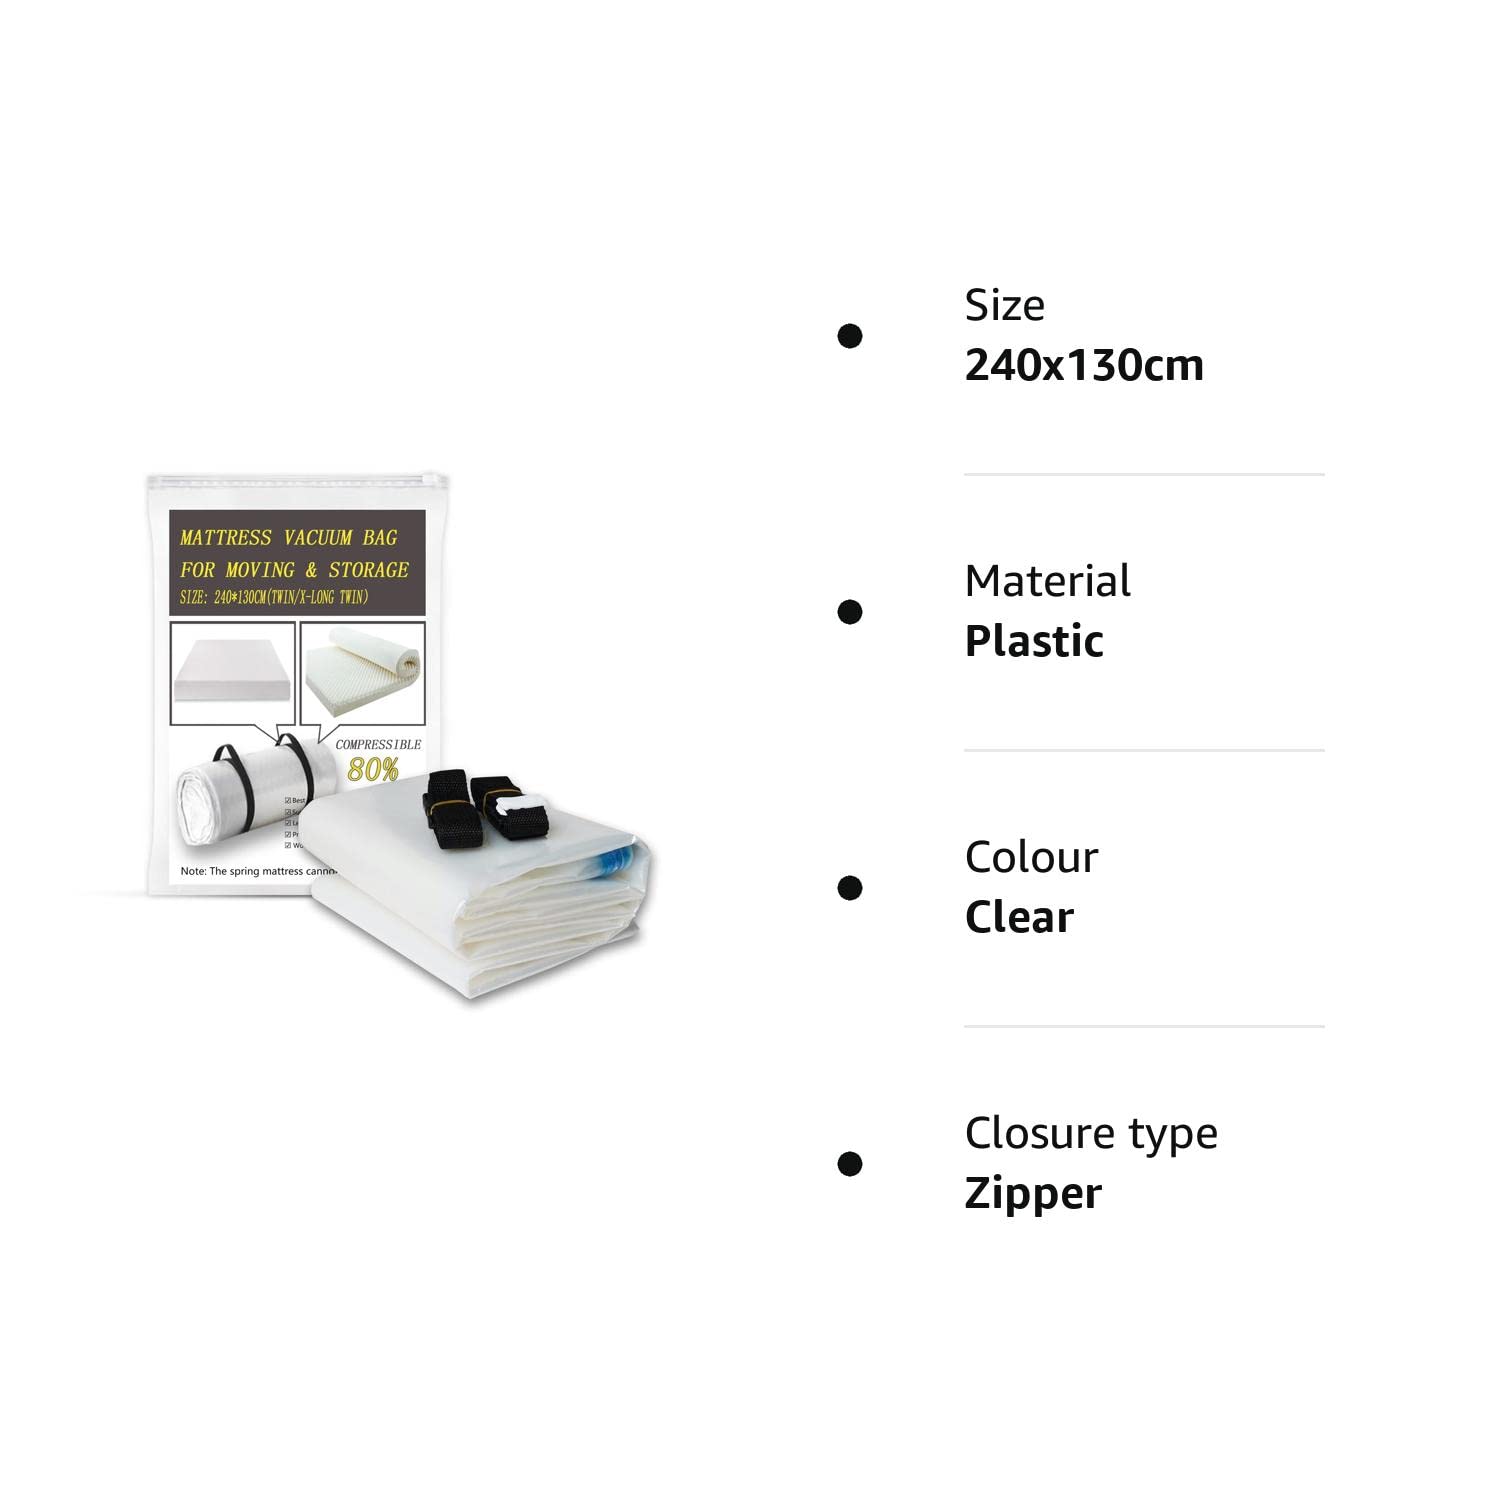 MATTRESS VACUUM BAG
FOR MOVING & STORAGE
SIZE: 240*130CM(TWIN/X-LONG TWIN)
COMPRESSIBLE
80%
Best
Note: The spring mattress
Size
240x130cm
Material
Plastic
Colour
Clear
Closure type
Zipper